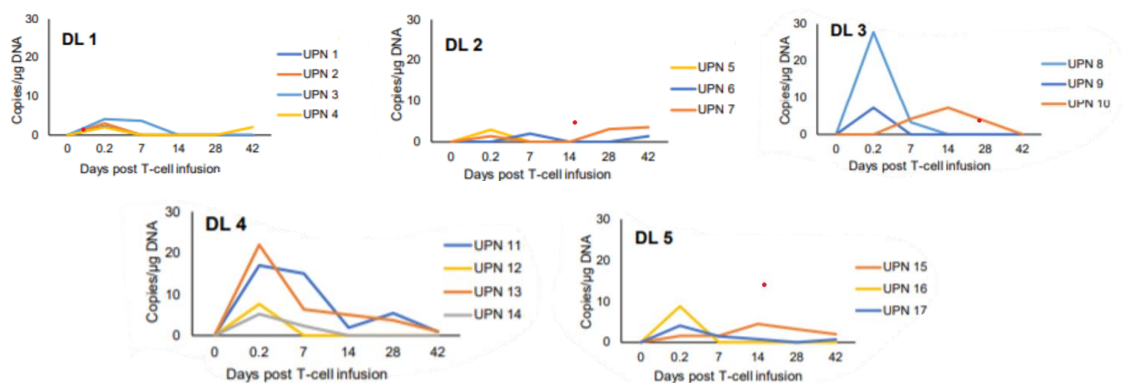 DL 1
Copies/µg DNA
30
20
10
0
0 0.2 7 14 28 42
Days post T-cell infusion
UPN 1
UPN 2
UPN 3
UPN 4
DL 2
Copies/µg DNA
30
20
10
0
0 0.2 7 14 28 42
Days post T-cell infusion
UPN 5
UPN 6
UPN 7
DL 3
Copies/µg DNA
30
20
10
0
0 0.2 7 14 28 42
Days post T-cell infusion
UPN 8
UPN 9
UPN 10
DL 4
Copies/µg DNA
30
20
10
0
0 0.2 7 14 28 42
Days post T-cell infusion
UPN 11
UPN 12
UPN 13
UPN 14
DL 5
Copies/µg DNA
30
20
10
0
0 0.2 7 14 28 42
Days post T-cell infusion
UPN 15
UPN 16
UPN 17